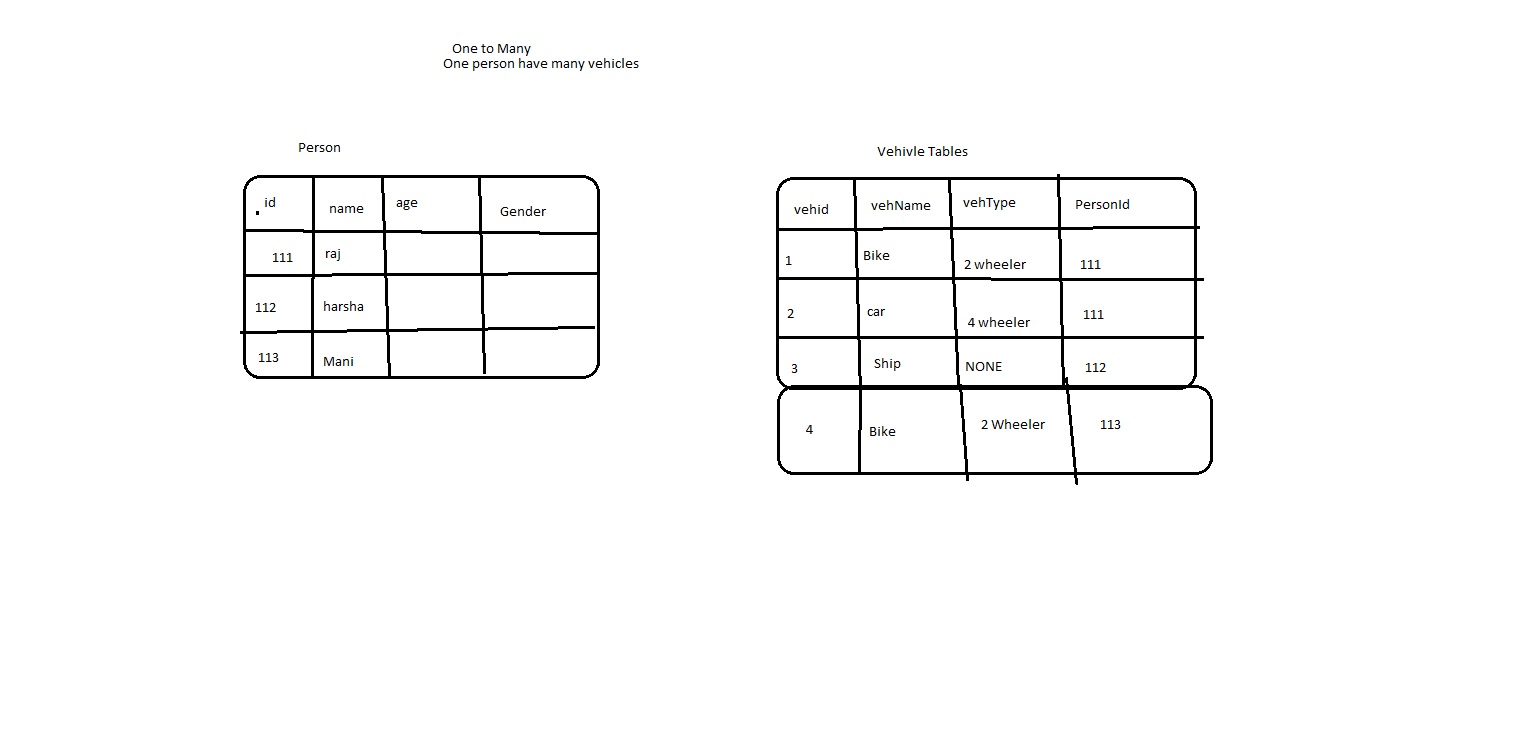 One to Many
One person have many vehicles
Person
id name age Gender
111 raj
112 harsha
113 Mani
Vehivle Tables
vehid vehName vehType PersonId
1 Bike 2 wheeler 111
2 car 4 wheeler 111
3 Ship NONE 112
4 Bike 2 Wheeler 113